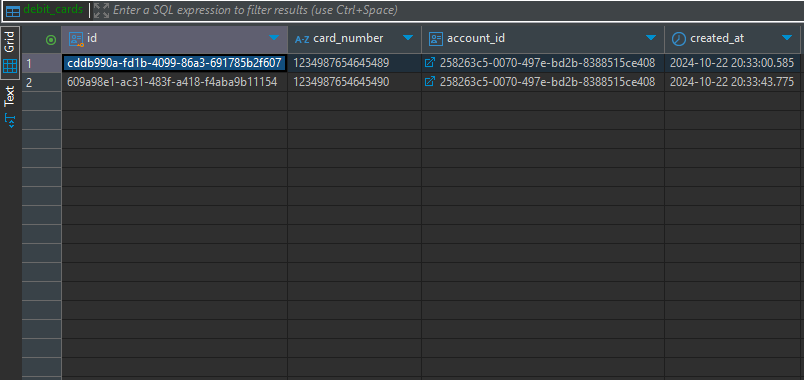 debit_cards Enter a SQL expression to filter results (use Ctrl+Space)
Grid
Text
id A-Z card_number account_id created_at
1 cddb990a-fd1b-4099-86a3-691785b2f607 1234987654645489 258263c5-0070-497e-bd2b-8388515ce408 2024-10-22 20:33:00.585
2 609a98e1-ac31-483f-a418-f4aba9b11154 1234987654645490 258263c5-0070-497e-bd2b-8388515ce408 2024-10-22 20:33:43.775